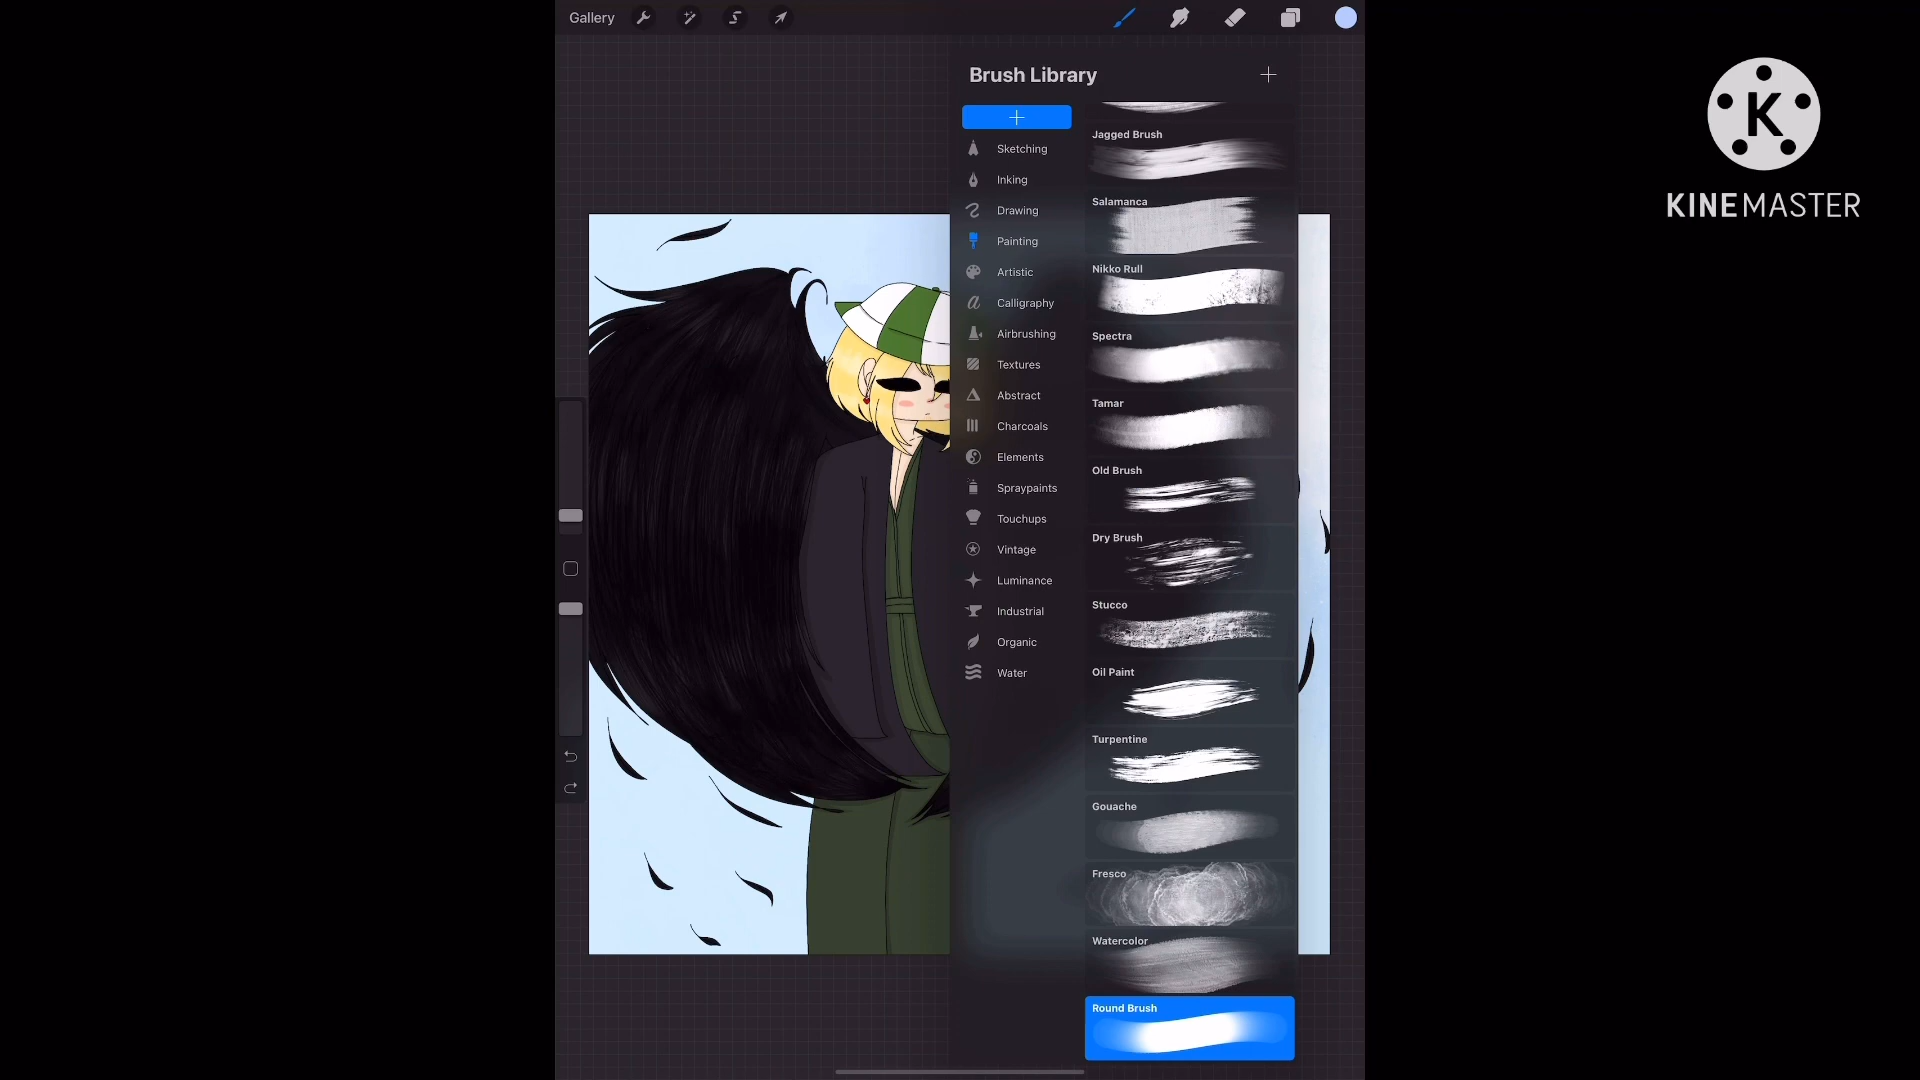 Gallery
Brush Library
Sketching
Inking
Drawing
Painting
Artistic
Calligraphy
Airbrushing
Textures
Abstract
Charcoals
Elements
Spraypaints
Touchups
Vintage
Luminance
Industrial
Organic
Water
Jagged Brush
Salamanca
Nikko Rull
Spectra
Tamar
Old Brush
Dry Brush
Stucco
Oil Paint
Turpentine
Gouache
Fresco
Watercolor
Round Brush
K
KINEMASTER